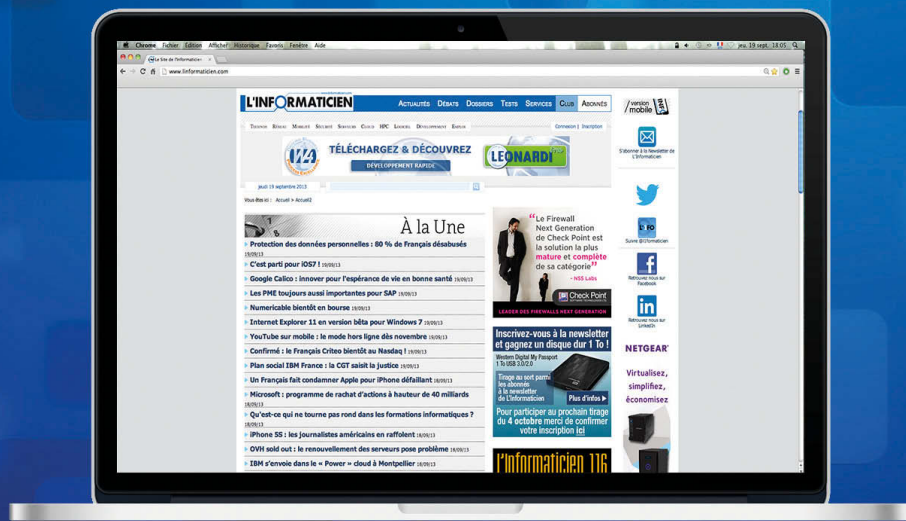 Chrome Fichier Edition Afficher Historique Favoris Fenêtre Aide
jeu. 19 sept. 18:05
Le Site de l'Informaticien
www.linformaticien.com
L'INFORMATICIEN
ACTUALITÉS DÉBATS DOSSIERS TESTS SERVICES CLUB ABONNÉS
RÉSEAU MOBILITÉ SÉCURITÉ SERVICES CLOUD HPC LOGICIEL DÉVELOPPEMENT EMPLOI
Connexion | Inscription
TÉLÉCHARGEZ & DÉCOUVREZ
DÉVELOPPEMENT RAPIDE
LEONARDI
jeudi 19 septembre 2013
Vous êtes ici : Accueil > Accueil2
À la Une
Protection des données personnelles : 80 % de Français désabusés
19/09/13
C'est parti pour iOS7 ! 19/09/13
Google Calico : innover pour l'espérance de vie en bonne santé 19/09/13
Les PME toujours aussi importantes pour SAP 19/09/13
Numericable bientôt en bourse 19/09/13
Internet Explorer 11 en version bêta pour Windows 7 19/09/13
YouTube sur mobile : le mode hors ligne dès novembre 19/09/13
Confirmé : le Français Criteo bientôt au Nasdaq ! 19/09/13
Plan social IBM France : la CGT saisit la justice 19/09/13
Un Français fait condamner Apple pour iPhone défaillant 18/09/13
Microsoft : programme de rachat d'actions à hauteur de 40 milliards
18/09/13
Qu'est-ce qui ne tourne pas rond dans les formations informatiques ?
18/09/13
iPhone 5S : les journalistes américains en raffolent 18/09/13
OVH sold out : le renouvellement des serveurs pose problème 18/09/13
IBM s'envoie dans le « Power » cloud à Montpellier 18/09/13
“Le Firewall
Next Generation
de Check Point est
la solution la plus
mature et complète
de sa catégorie”
- NSS Labs
Check Point
LEADER DES FIREWALLS NEXT GENERATION
Inscrivez-vous à la newsletter
et gagnez un disque dur 1 To !
Western Digital My Passport
1 To USB 3.0/2.0
Tirage au sort parmi
les abonnés
à la newsletter
de L'Informaticien
Plus d'infos
Pour participer au prochain tirage
du 4 octobre merci de confirmer
votre inscription ici
l'Informaticien 116
version
mobile
S'abonner à la Newsletter de
L'Informaticien
L'INFO
Suivre @l'Informaticien
Retrouvez nous sur
Facebook
in
Retrouvez nous sur
LinkedIn
NETGEAR
Virtualisez,
simplifiez,
économisez